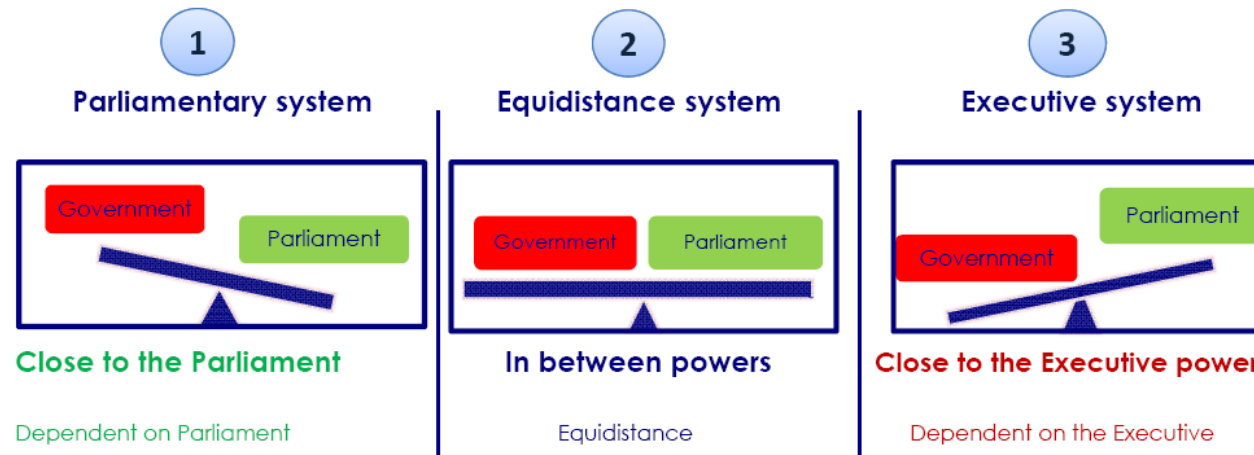 1
Parliamentary system
Government
Parliament
Close to the Parliament
Dependent on Parliament
2
Equidistance system
Government
Parliament
In between powers
Equidistance
3
Executive system
Parliament
Government
Close to the Executive power
Dependent on the Executive